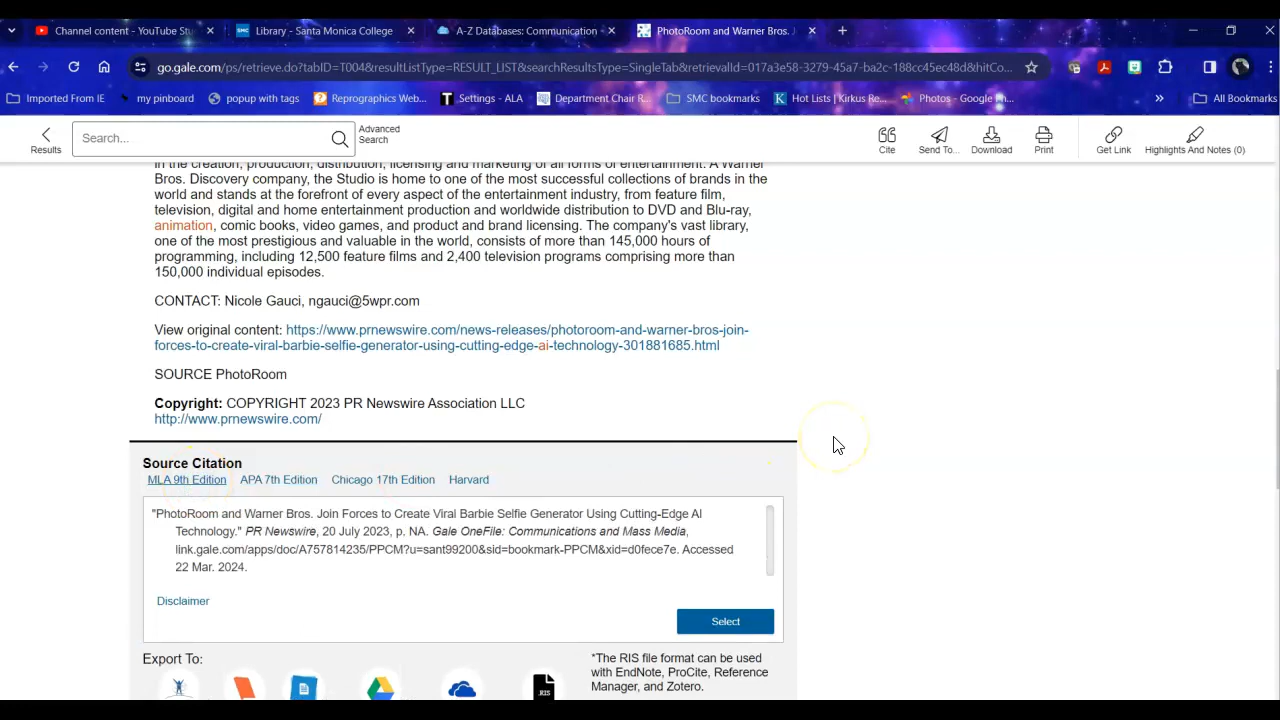 Channel content - YouTube Stu
Library - Santa Monica College
A-Z Databases: Communication -
PhotoRoom and Warner Bros. J
go.gale.com/ps/retrieve.do?tabID=T004&resultListType=RESULT_LIST&searchResultsType=SingleTab&retrievalId=017a3e58-3279-45a7-ba2c-188cc45ec48d&hitCo...
Imported From IE
my pinboard
popup with tags
Reprographics Web...
Settings - ALA
Department Chair R...
SMC bookmarks
Hot Lists | Kirkus Re...
Photos - Google Ph...
All Bookmarks
Results
Search...
Advanced
Search
Cite
Send To...
Download
Print
Get Link
Highlights And Notes (0)
in the creation, production, distribution, licensing and marketing of all forms of entertainment. A Warner
Bros. Discovery company, the Studio is home to one of the most successful collections of brands in the
world and stands at the forefront of every aspect of the entertainment industry, from feature film,
television, digital and home entertainment production and worldwide distribution to DVD and Blu-ray,
animation, comic books, video games, and product and brand licensing. The company's vast library,
one of the most prestigious and valuable in the world, consists of more than 145,000 hours of
programming, including 12,500 feature films and 2,400 television programs comprising more than
150,000 individual episodes.
CONTACT: Nicole Gauci, ngauci@5wpr.com
View original content: https://www.prnewswire.com/news-releases/photoroom-and-warner-bros-join-
forces-to-create-viral-barbie-selfie-generator-using-cutting-edge-ai-technology-301881685.html
SOURCE PhotoRoom
Copyright: COPYRIGHT 2023 PR Newswire Association LLC
http://www.prnewswire.com/
Source Citation
MLA 9th Edition APA 7th Edition Chicago 17th Edition Harvard
"PhotoRoom and Warner Bros. Join Forces to Create Viral Barbie Selfie Generator Using Cutting-Edge AI
Technology." PR Newswire, 20 July 2023, p. NA. Gale OneFile: Communications and Mass Media,
link.gale.com/apps/doc/A757814235/PPCM?u=sant99200&sid=bookmark-PPCM&xid=d0fece7e. Accessed
22 Mar. 2024.
Disclaimer
Select
Export To:
*The RIS file format can be used
with EndNote, ProCite, Reference
Manager, and Zotero.
.RIS